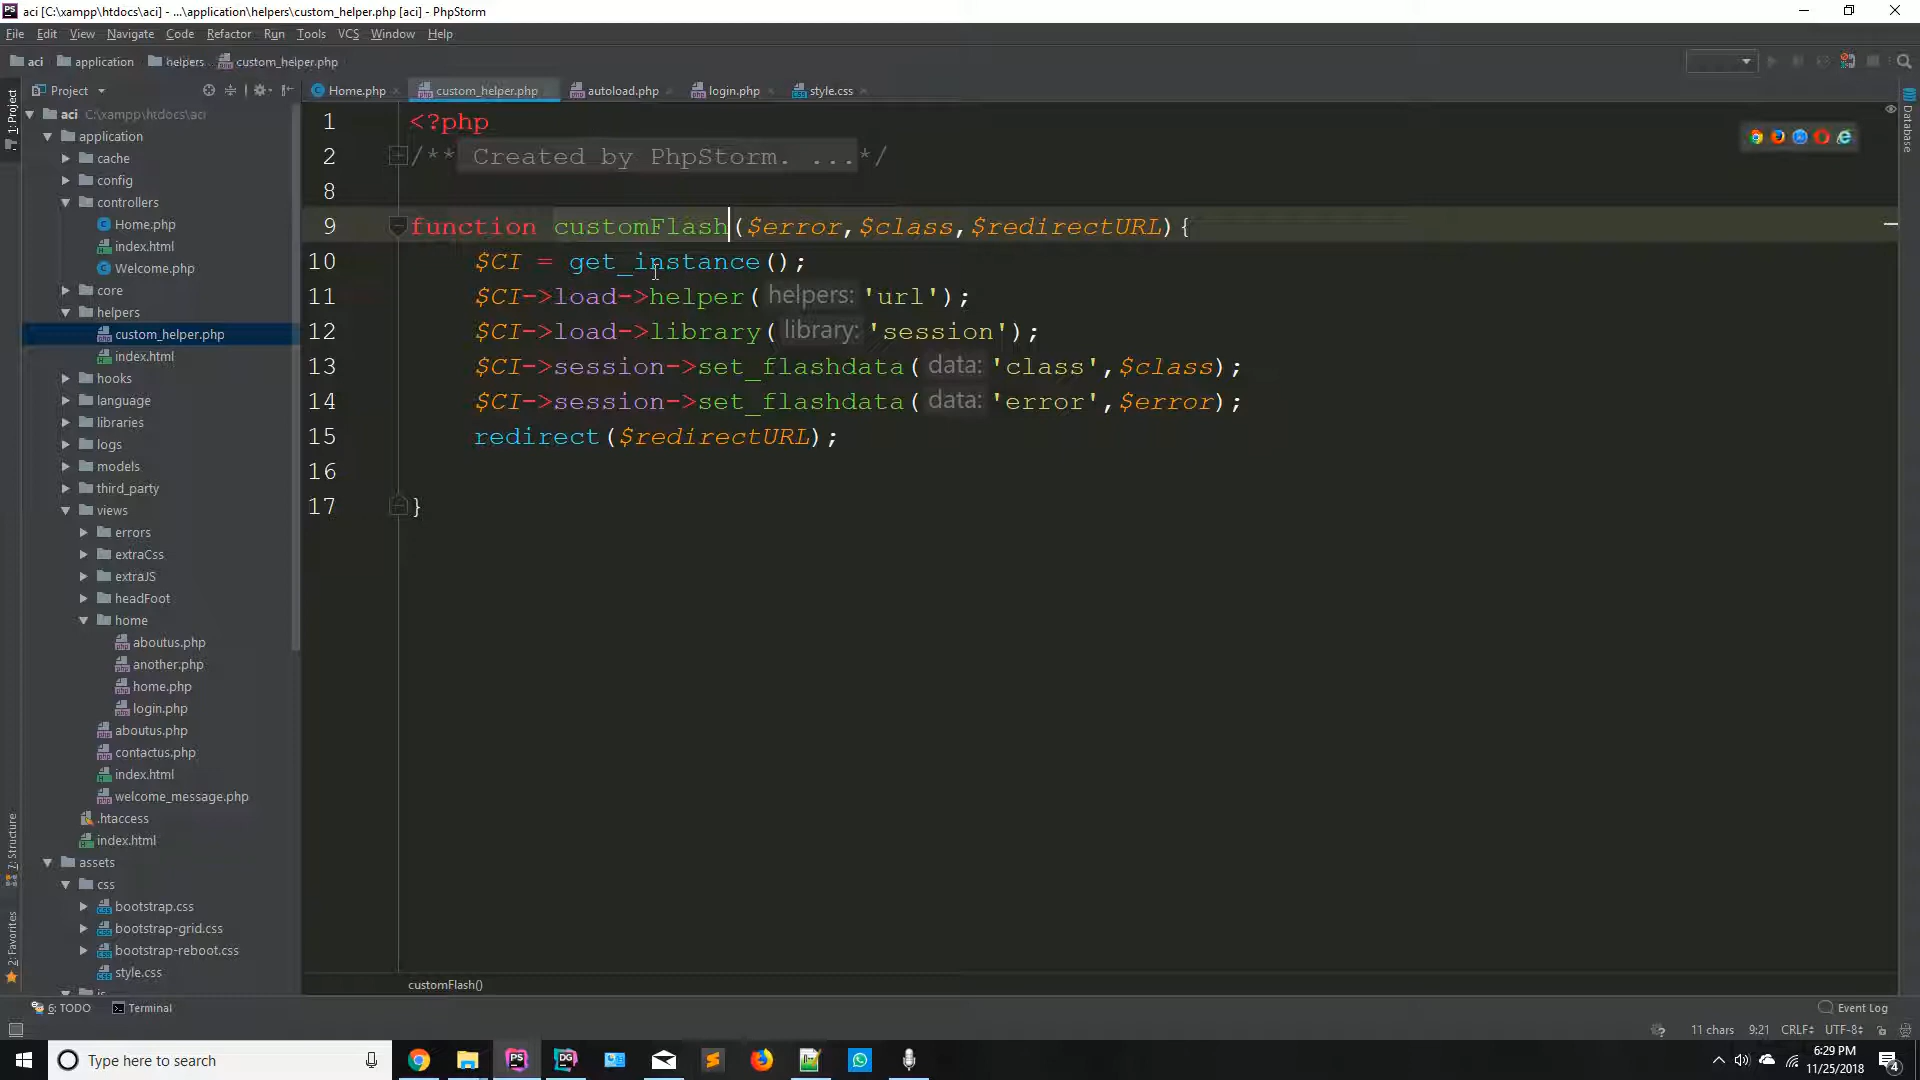 aci [C:\xampp\htdocs\aci] - ...\application\helpers\custom_helper.php [aci] - PhpStorm
File Edit View Navigate Code Refactor Run Tools VCS Window Help
aci application helpers custom_helper.php
Project
Home.php custom_helper.php autoload.php login.php style.css
1: Project
Database
aci C:\xampp\htdocs\aci
application
cache
config
controllers
Home.php
index.html
Welcome.php
core
helpers
custom_helper.php
index.html
hooks
language
libraries
logs
models
third_party
views
errors
extraCss
extraJS
headFoot
home
aboutus.php
another.php
home.php
login.php
aboutus.php
contactus.php
index.html
welcome_message.php
.htaccess
index.html
assets
css
bootstrap.css
bootstrap-grid.css
bootstrap-reboot.css
style.css
js
7: Structure
2: Favorites
1 <?php
2 /** Created by PhpStorm. ...*/
8
9 function customFlash($error,$class,$redirectURL){
10 $CI = get_instance();
11 $CI->load->helper( helpers: 'url');
12 $CI->load->library( library: 'session');
13 $CI->session->set_flashdata( data: 'class',$class);
14 $CI->session->set_flashdata( data: 'error',$error);
15 redirect($redirectURL);
16
17 }
customFlash()
6: TODO Terminal Event Log
11 chars 9:21 CRLF UTF-8
Type here to search
PS DG
6:29 PM
11/25/2018
4